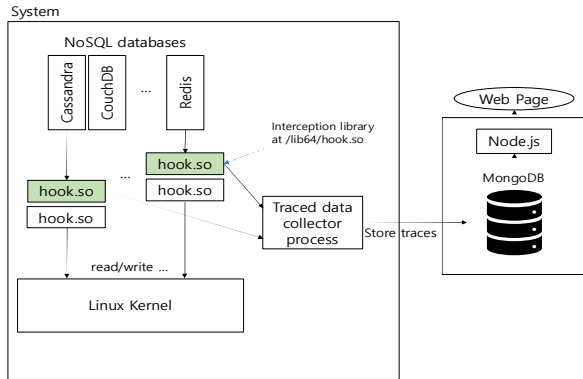 System
NoSQL databases
Cassandra
CouchDB
...
Redis
Interception library
at /lib64/hook.so
...
hook.so
hook.so
hook.so
hook.so
Traced data
collector
process
Store traces
read/write ...
Linux Kernel
Web Page
Node.js
MongoDB